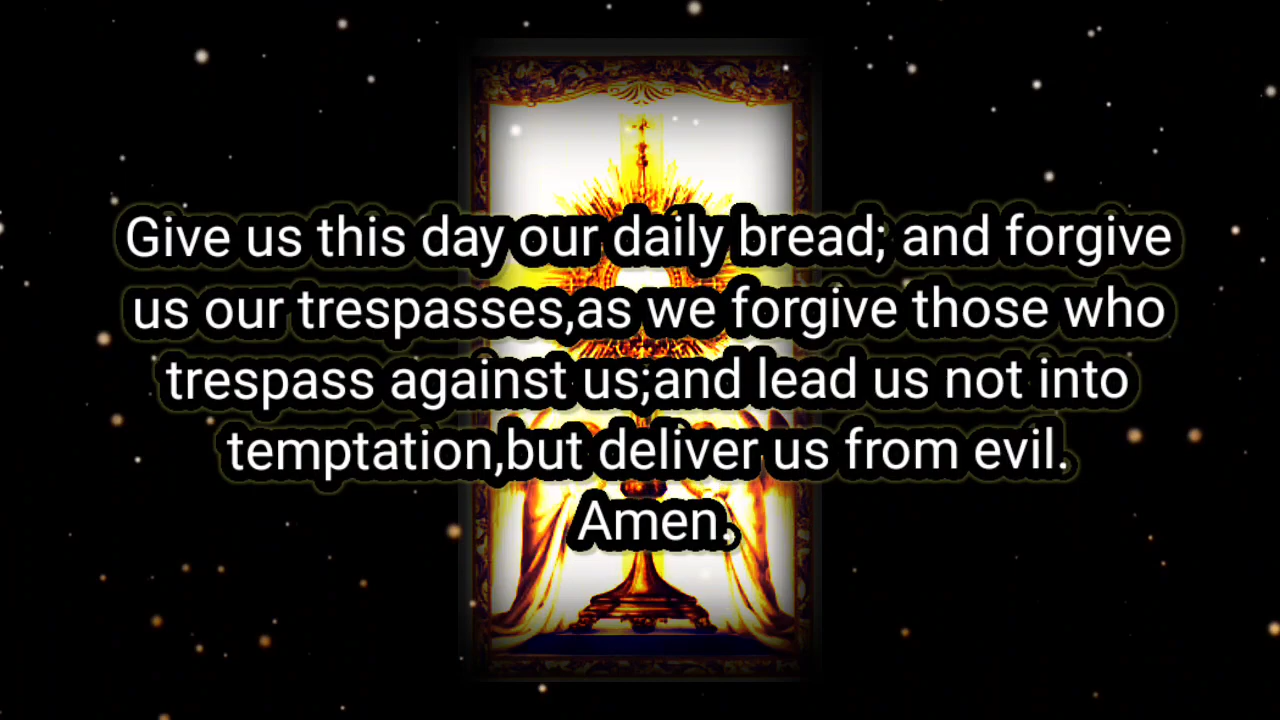 Give us this day our daily bread; and forgive
us our trespasses,as we forgive those who
trespass against us;and lead us not into
temptation,but deliver us from evil.
Amen.